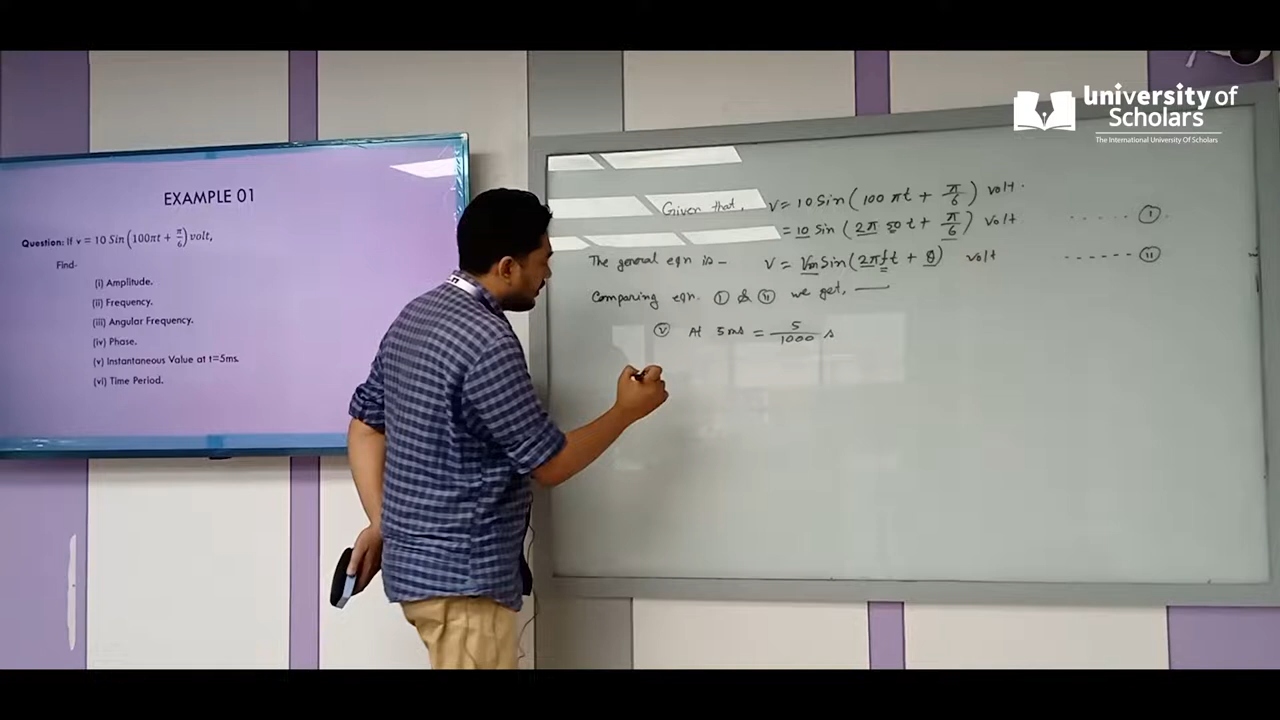 University of
Scholars
The International University Of Scholars
EXAMPLE 01
Question: If v = 10 Sin(100πt + π/6) volt,
Find-
(i) Amplitude.
(ii) Frequency.
(iii) Angular Frequency.
(iv) Phase.
(v) Instantaneous Value at t=5ms.
(vi) Time Period.
Given that, V = 10 Sin (100 πt + π/6) volt.
= 10 Sin (2π 50 t + π/6) volt ...... (I)
The general eqn is - V = Vm Sin (2πft + θ) volt ------ (II)
Comparing eqn. (I) & (II) we get, —
(V) At 5ms = 5/1000 s